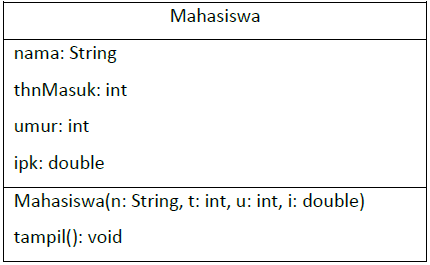 Mahasiswa
nama: String
thnMasuk: int
umur: int
ipk: double
Mahasiswa(n: String, t: int, u: int, i: double)
tampil(): void